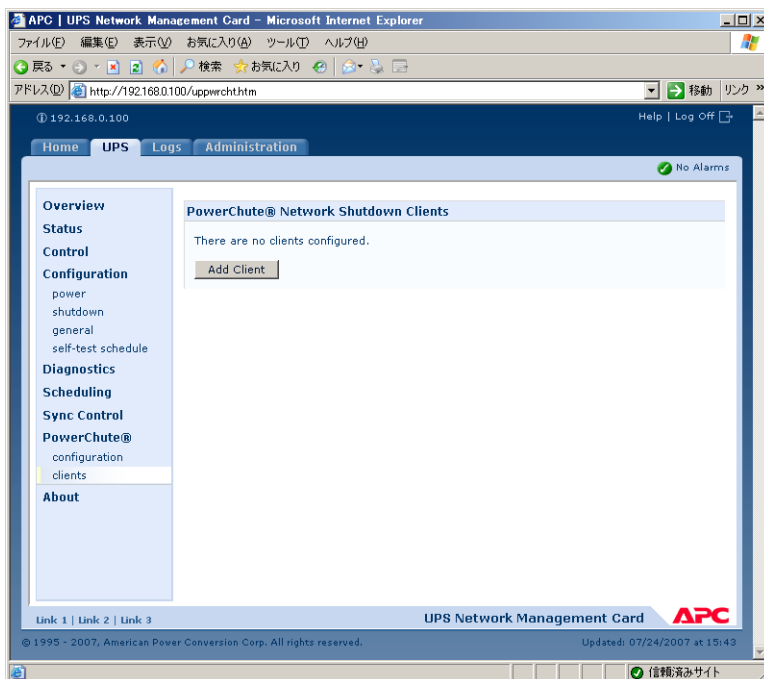 APC | UPS Network Management Card - Microsoft Internet Explorer
ファイル(F) 編集(E) 表示(V) お気に入り(A) ツール(T) ヘルプ(H)
戻る 検索 お気に入り
アドレス(D) http://192.168.0.100/uppwrcht.htm 移動 リンク »
192.168.0.100 Help | Log Off
Home UPS Logs Administration
No Alarms
Overview
Status
Control
Configuration
power
shutdown
general
self-test schedule
Diagnostics
Scheduling
Sync Control
PowerChute®
configuration
clients
About
PowerChute® Network Shutdown Clients
There are no clients configured.
Add Client
Link 1 | Link 2 | Link 3 UPS Network Management Card APC
© 1995 - 2007, American Power Conversion Corp. All rights reserved. Updated: 07/24/2007 at 15:43
信頼済みサイト